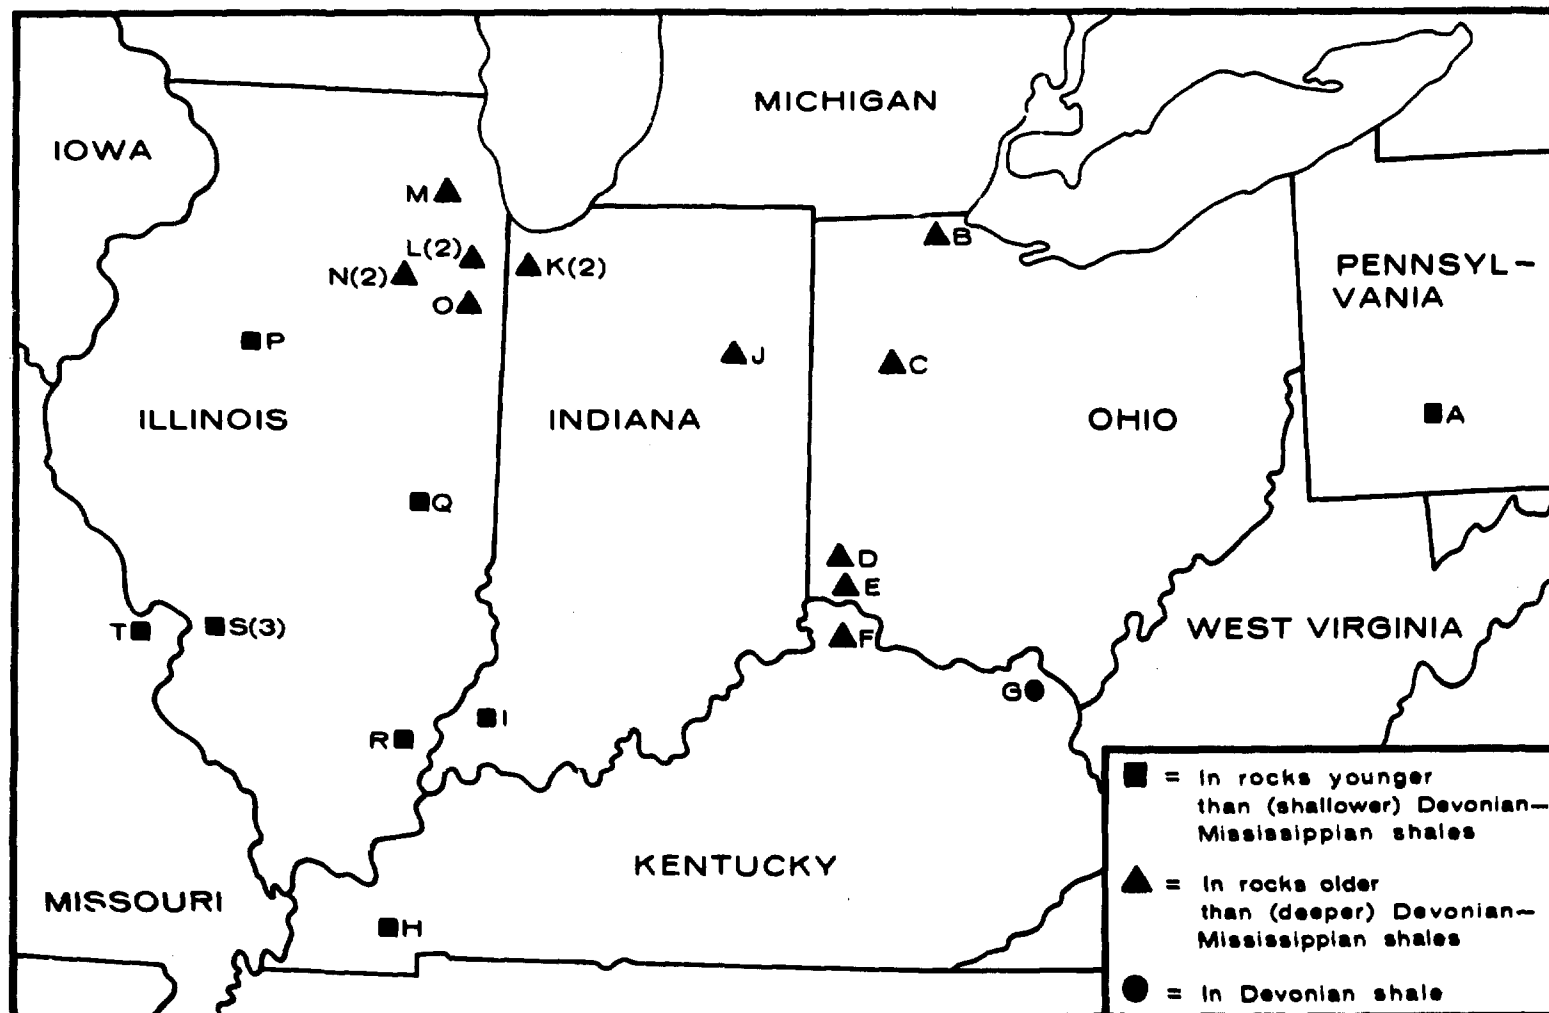 MICHIGAN
IOWA
M
B
L(2)
N(2)
K(2)
PENNSYL-
VANIA
O
P
J
C
ILLINOIS
INDIANA
OHIO
A
Q
D
E
T
S(3)
F
WEST VIRGINIA
G
I
R
■ = In rocks younger
than (shallower) Devonian-
Mississippian shales
KENTUCKY
MISSOURI
▲ = In rocks older
than (deeper) Devonian-
Mississippian shales
H
● = In Devonian shale